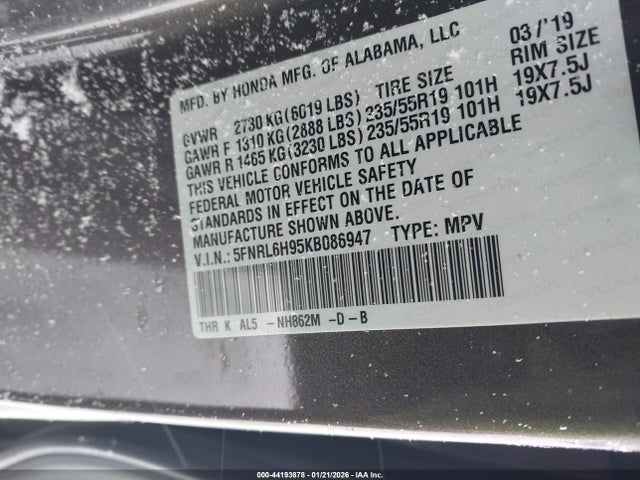 MFD. BY HONDA MFG. OF ALABAMA, LLC 03/'19
GVWR 2730 KG(6019 LBS) TIRE SIZE RIM SIZE
GAWR F 1310 KG(2888 LBS) 235/55R19 101H 19X7.5J
GAWR R 1465 KG(3230 LBS) 235/55R19 101H 19X7.5J
THIS VEHICLE CONFORMS TO ALL APPLICABLE
FEDERAL MOTOR VEHICLE SAFETY
STANDARDS IN EFFECT ON THE DATE OF
MANUFACTURE SHOWN ABOVE.
V.I.N.: 5FNRL6H95KB086947 TYPE: MPV
THR K AL5 -NH862M -D -B
000-44193878 - 01/21/2026 - IAA Inc.